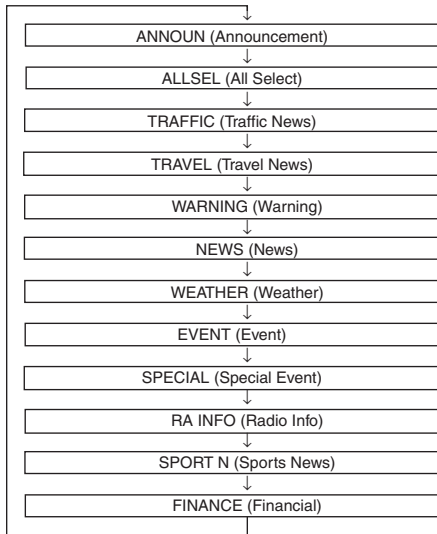 ANNOUN (Announcement)
ALLSEL (All Select)
TRAFFIC (Traffic News)
TRAVEL (Travel News)
WARNING (Warning)
NEWS (News)
WEATHER (Weather)
EVENT (Event)
SPECIAL (Special Event)
RA INFO (Radio Info)
SPORT N (Sports News)
FINANCE (Financial)